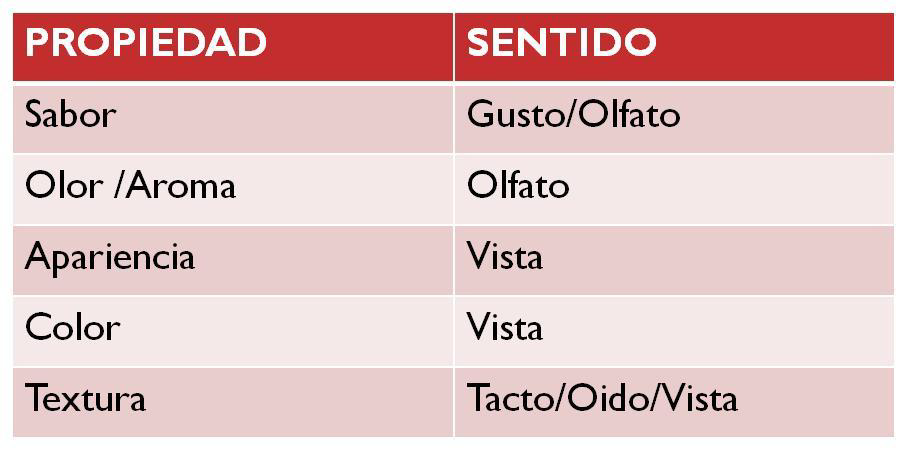 PROPIEDAD SENTIDO
Sabor Gusto/Olfato
Olor /Aroma Olfato
Apariencia Vista
Color Vista
Textura Tacto/Oido/Vista